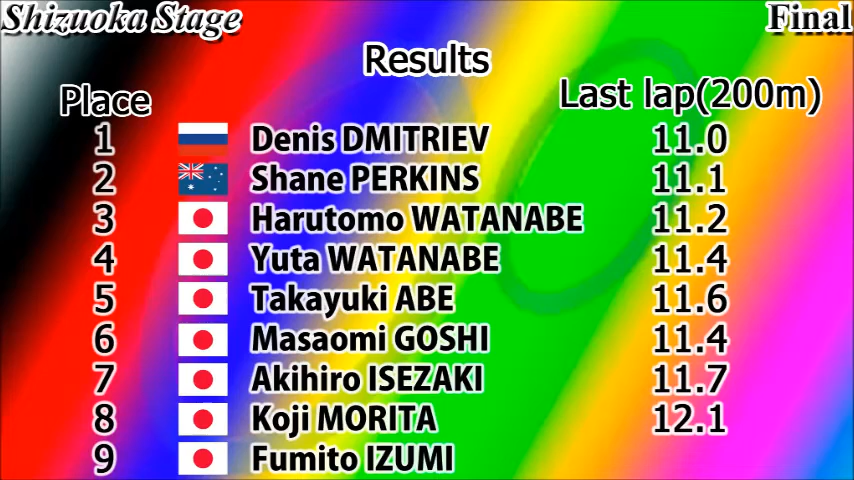 Shizuoka Stage Final
Results
Place Last lap(200m)
1 Denis DMITRIEV 11.0
2 Shane PERKINS 11.1
3 Harutomo WATANABE 11.2
4 Yuta WATANABE 11.4
5 Takayuki ABE 11.6
6 Masaomi GOSHI 11.4
7 Akihiro ISEZAKI 11.7
8 Koji MORITA 12.1
9 Fumito IZUMI